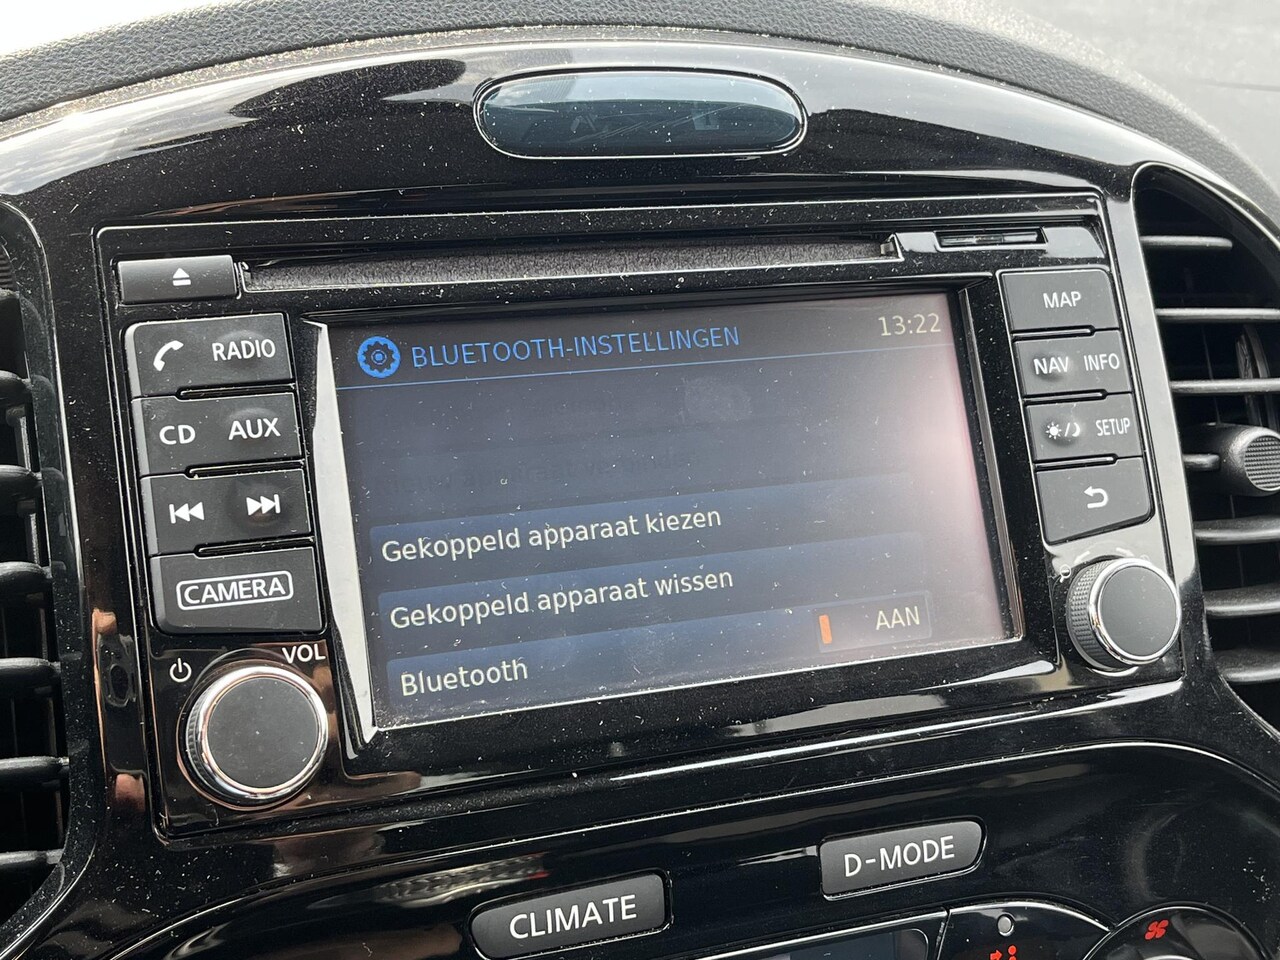 BLUETOOTH-INSTELLINGEN 13:22
Gekoppeld apparaat kiezen
Gekoppeld apparaat wissen
Bluetooth AAN
RADIO
CD AUX
CAMERA
VOL
MAP
NAV INFO
SETUP
D-MODE
CLIMATE